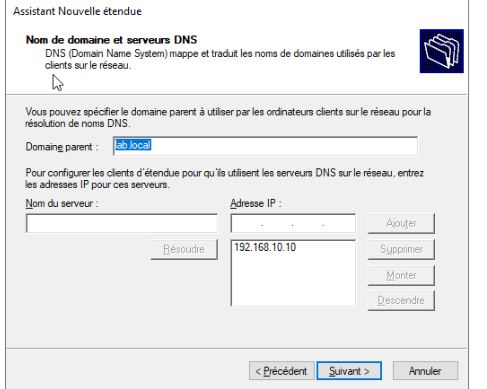 Assistant Nouvelle étendue
Nom de domaine et serveurs DNS
DNS (Domain Name System) mappe et traduit les noms de domaines utilisés par les
clients sur le réseau.
Vous pouvez spécifier le domaine parent à utiliser par les ordinateurs clients sur le réseau pour la
résolution de noms DNS.
Domaine parent : lab.local
Pour configurer les clients d'étendue pour qu'ils utilisent les serveurs DNS sur le réseau, entrez
les adresses IP pour ces serveurs.
Nom du serveur : Adresse IP :
. . . Ajouter
Résoudre 192.168.10.10 Supprimer
Monter
Descendre
< Précédent Suivant > Annuler